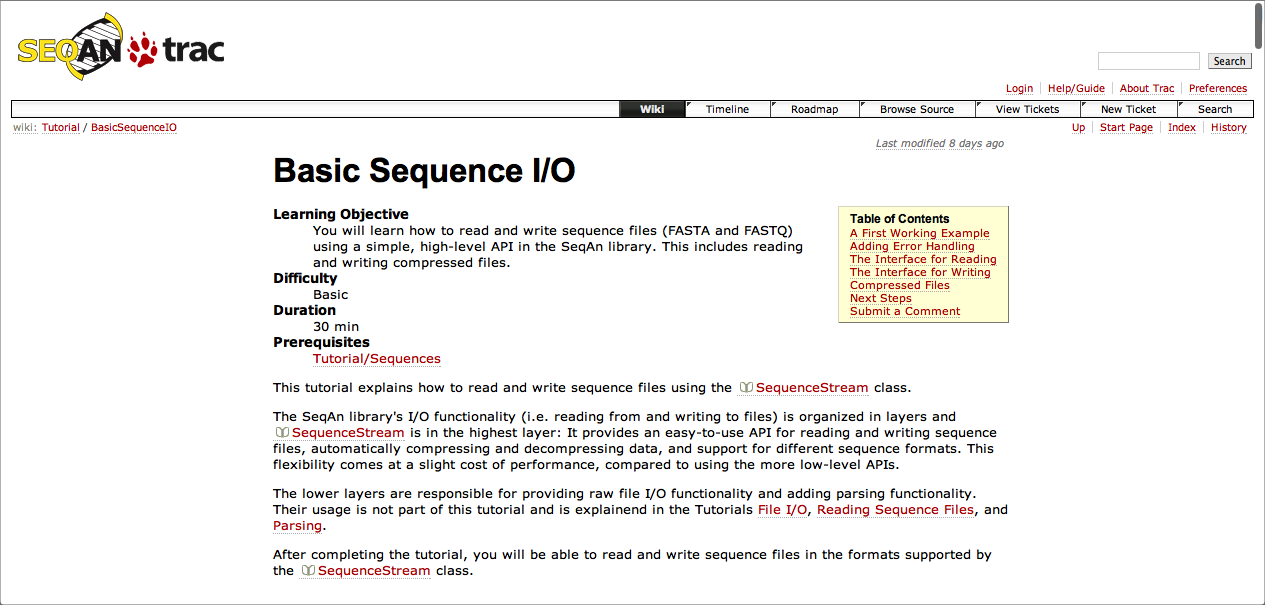 SEQAN trac
Search
Login Help/Guide About Trac Preferences
Wiki Timeline Roadmap Browse Source View Tickets New Ticket Search
wiki: Tutorial / BasicSequenceIO
Up Start Page Index History
Last modified 8 days ago
Basic Sequence I/O
Learning Objective
You will learn how to read and write sequence files (FASTA and FASTQ)
using a simple, high-level API in the SeqAn library. This includes reading
and writing compressed files.
Difficulty
Basic
Duration
30 min
Prerequisites
Tutorial/Sequences
Table of Contents
A First Working Example
Adding Error Handling
The Interface for Reading
The Interface for Writing
Compressed Files
Next Steps
Submit a Comment
This tutorial explains how to read and write sequence files using the SequenceStream class.
The SeqAn library's I/O functionality (i.e. reading from and writing to files) is organized in layers and
SequenceStream is in the highest layer: It provides an easy-to-use API for reading and writing sequence
files, automatically compressing and decompressing data, and support for different sequence formats. This
flexibility comes at a slight cost of performance, compared to using the more low-level APIs.
The lower layers are responsible for providing raw file I/O functionality and adding parsing functionality.
Their usage is not part of this tutorial and is explainend in the Tutorials File I/O, Reading Sequence Files, and
Parsing.
After completing the tutorial, you will be able to read and write sequence files in the formats supported by
the SequenceStream class.